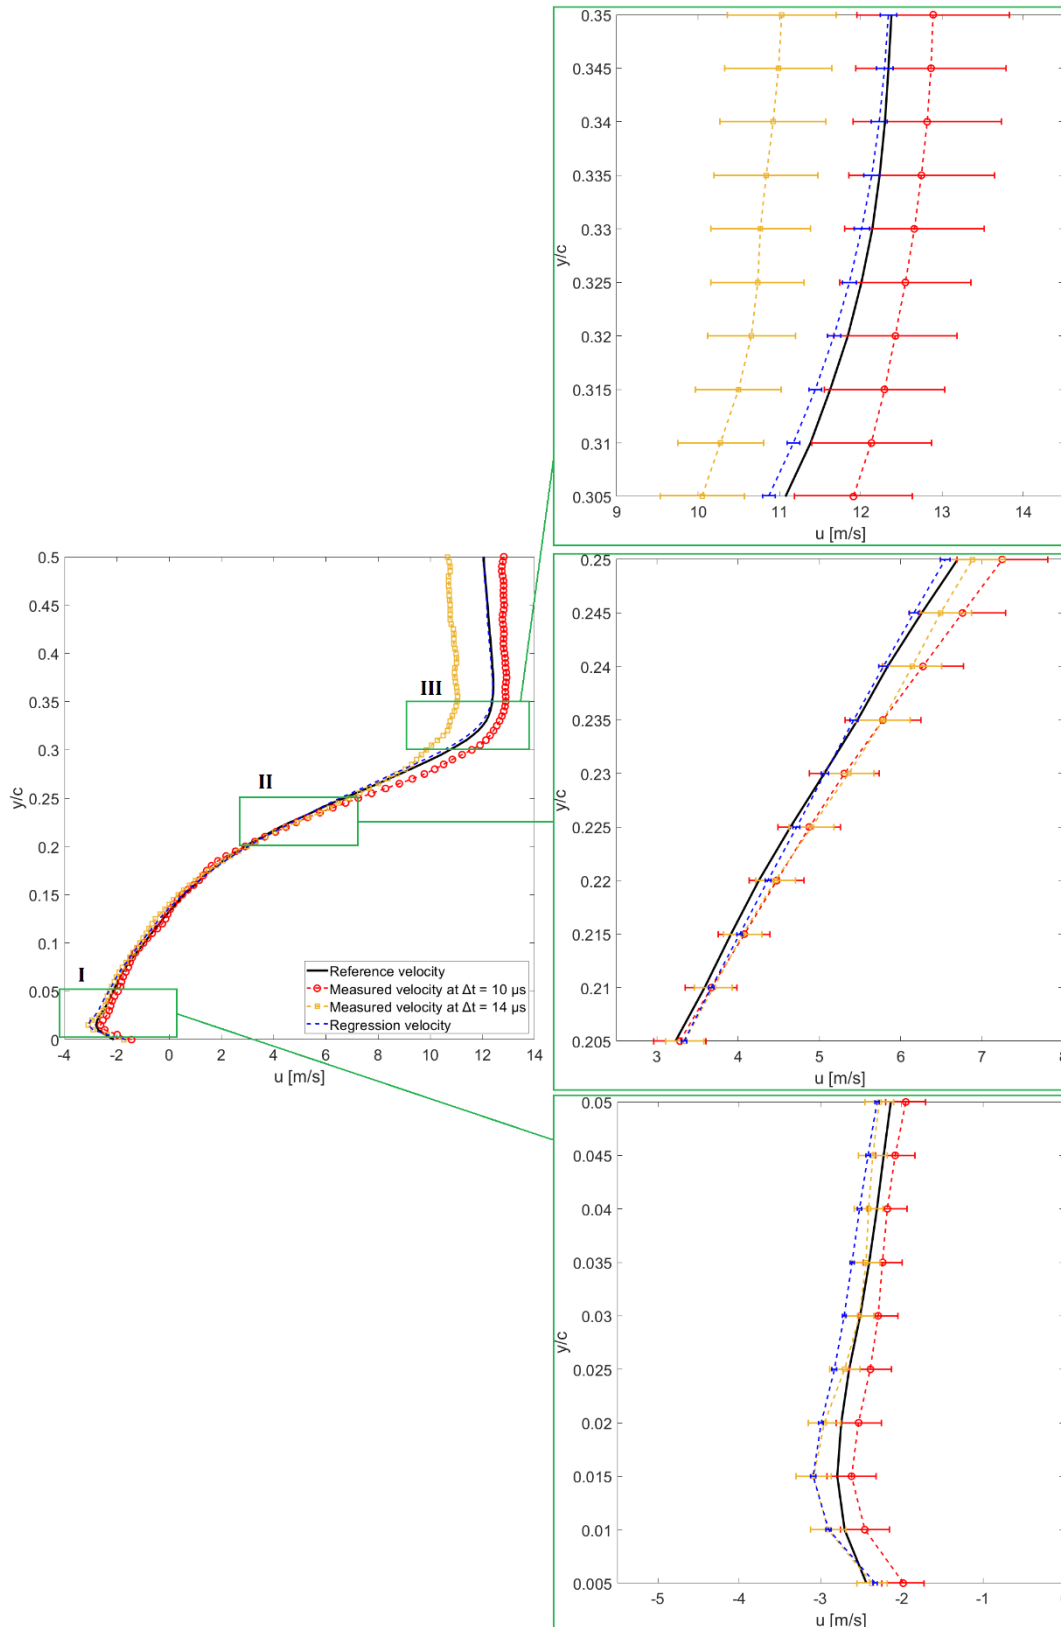 0.35
0.345
0.34
0.335
0.33
0.325
0.32
0.315
0.31
0.305
y/c
9 10 11 12 13 14
u [m/s]
0.5
0.45
0.4
0.35
0.3
0.25
0.2
0.15
0.1
0.05
0
y/c
III
II
I
Reference velocity
Measured velocity at Δt = 10 μs
Measured velocity at Δt = 14 μs
Regression velocity
-4 -2 0 2 4 6 8 10 12 14
u [m/s]
0.25
0.245
0.24
0.235
0.23
0.225
0.22
0.215
0.21
0.205
y/c
3 4 5 6 7 8
u [m/s]
0.05
0.045
0.04
0.035
0.03
0.025
0.02
0.015
0.01
0.005
y/c
-5 -4 -3 -2 -1
u [m/s]